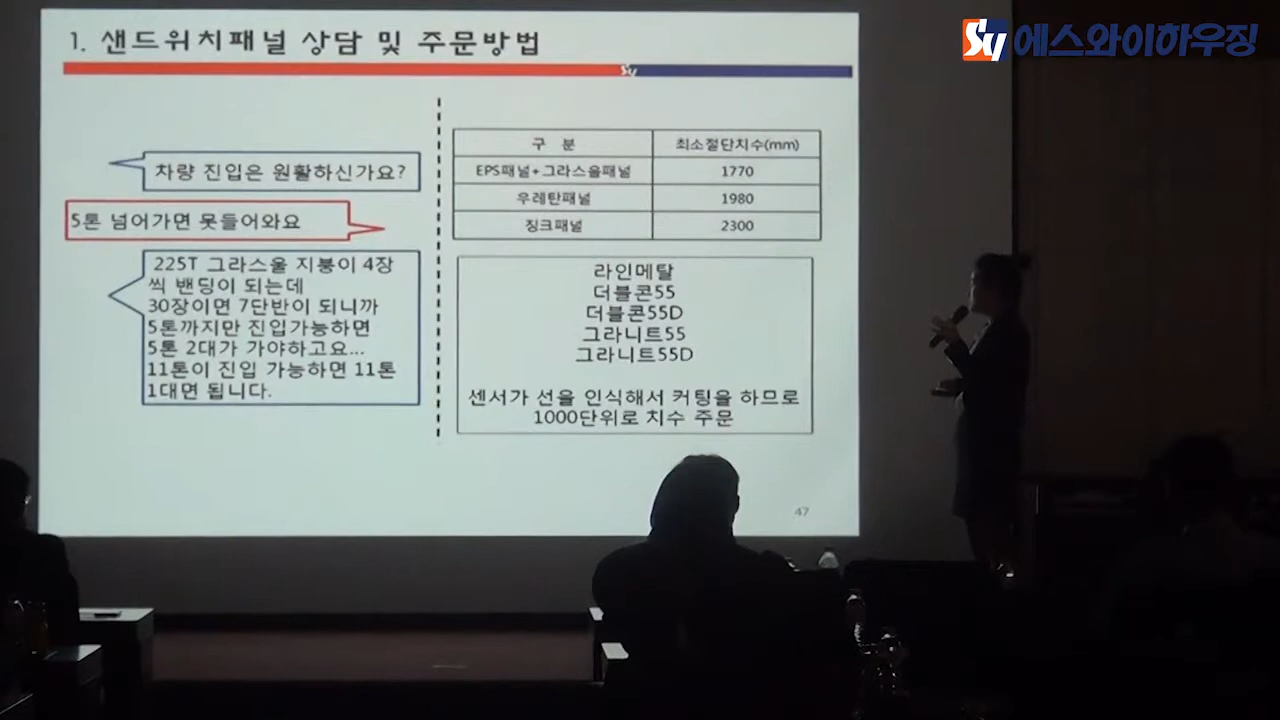 SY 에스와이하우징
1. 샌드위치패널 상담 및 주문방법
SY
차량 진입은 원활하신가요?
5톤 넘어가면 못들어와요
225T 그라스울 지붕이 4장
씩 밴딩이 되는데
30장이면 7단반이 되니까
5톤까지만 진입가능하면
5톤 2대가 가야하고요...
11톤이 진입 가능하면 11톤
1대면 됩니다.
구 분 최소절단치수(mm)
EPS패널+그라스울패널 1770
우레탄패널 1980
징크패널 2300
라인메탈
더블콘55
더블콘55D
그라니트55
그라니트55D
센서가 선을 인식해서 커팅을 하므로
1000단위로 치수 주문
47